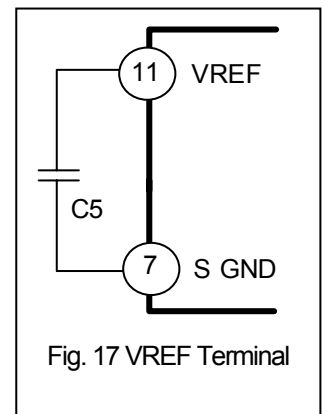 11 VREF
C5
7 S GND
Fig. 17 VREF Terminal